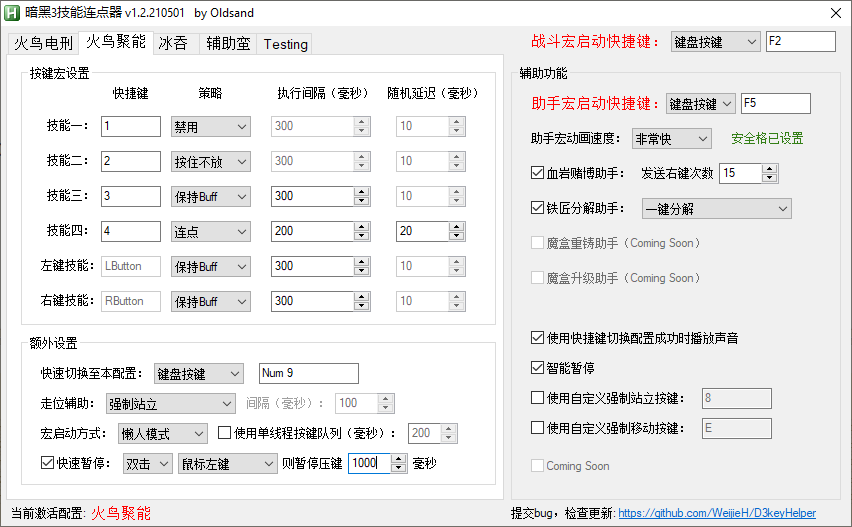 暗黑3技能连点器 v1.2.210501 by Oldsand
火鸟电刑 火鸟聚能 冰吞 辅助蛮 Testing
战斗宏启动快捷键： 键盘按键 F2
按键宏设置
快捷键 策略 执行间隔（毫秒） 随机延迟（毫秒）
技能一： 1 禁用 300 10
技能二： 2 按住不放 300 10
技能三： 3 保持Buff 300 10
技能四： 4 连点 200 20
左键技能： LButton 保持Buff 300 10
右键技能： RButton 保持Buff 300 10
额外设置
快速切换至本配置： 键盘按键 Num 9
走位辅助： 强制站立 间隔（毫秒）： 100
宏启动方式： 懒人模式 使用单线程按键队列（毫秒）： 200
快速暂停： 双击 鼠标左键 则暂停压键 1000 毫秒
辅助功能
助手宏启动快捷键： 键盘按键 F5
助手宏动画速度： 非常快 安全格已设置
血岩赌博助手： 发送右键次数 15
铁匠分解助手： 一键分解
魔盒重铸助手（Coming Soon）
魔盒升级助手（Coming Soon）
使用快捷键切换配置成功时播放声音
智能暂停
使用自定义强制站立按键： 8
使用自定义强制移动按键： E
Coming Soon
当前激活配置: 火鸟聚能
提交bug，检查更新: https://github.com/WeijieH/D3keyHelper